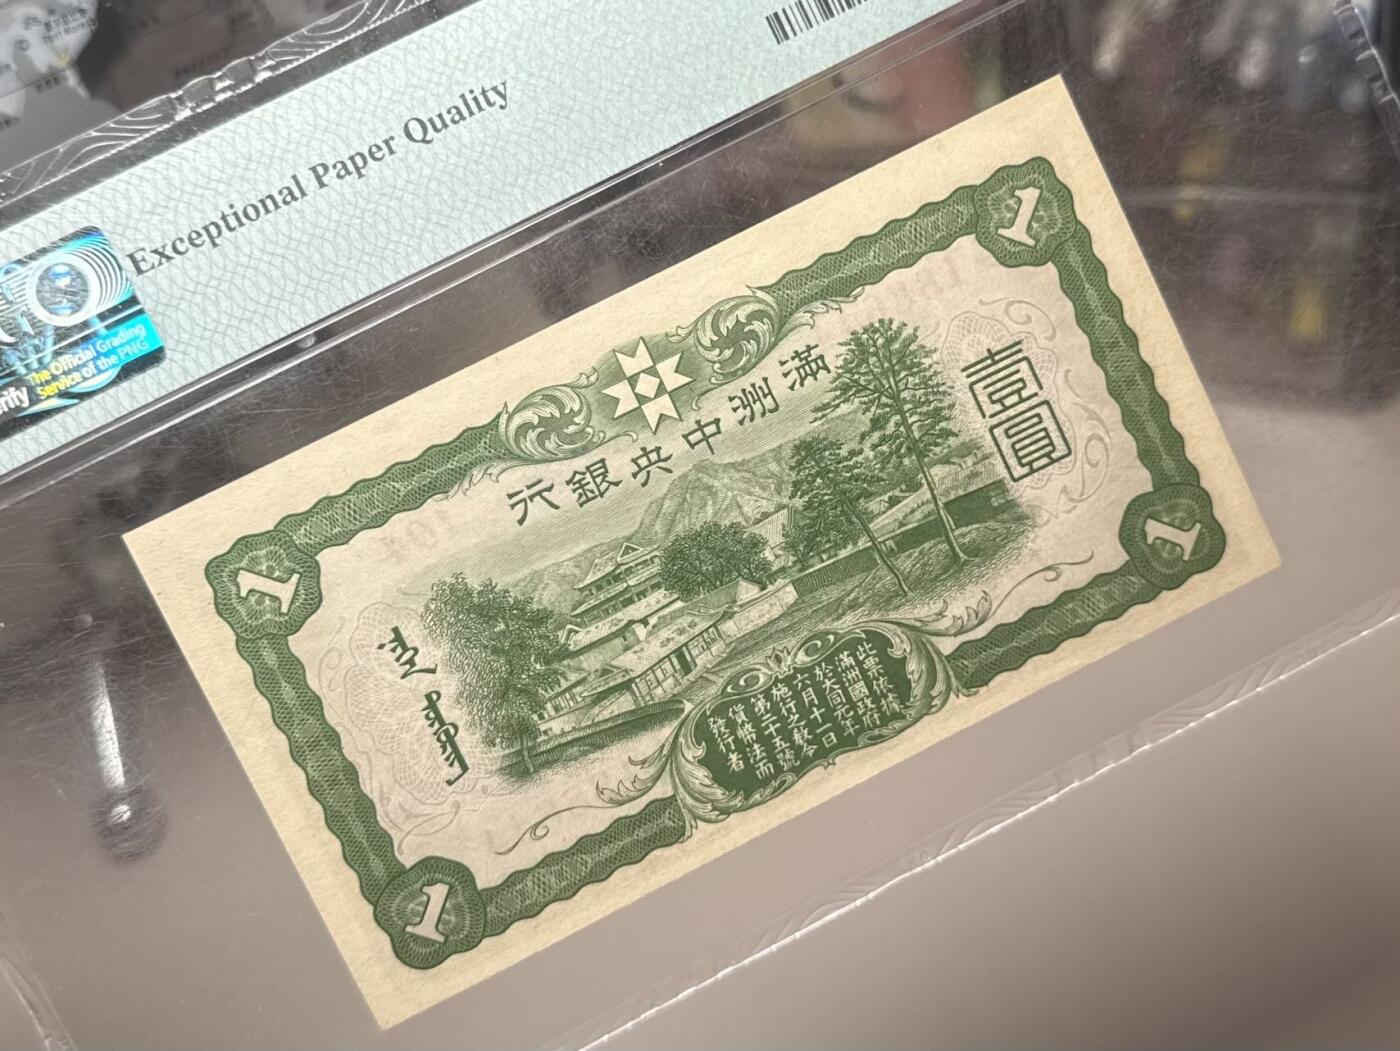 Exceptional Paper Quality
The Official Grading
Service of the PNG
erify
滿洲中央銀行
壹圓
1
1
1
1
此票係依據
滿洲國政府
於大同元年
六月十一日
施行之敎令
第二十五號
貨幣法而
發行者